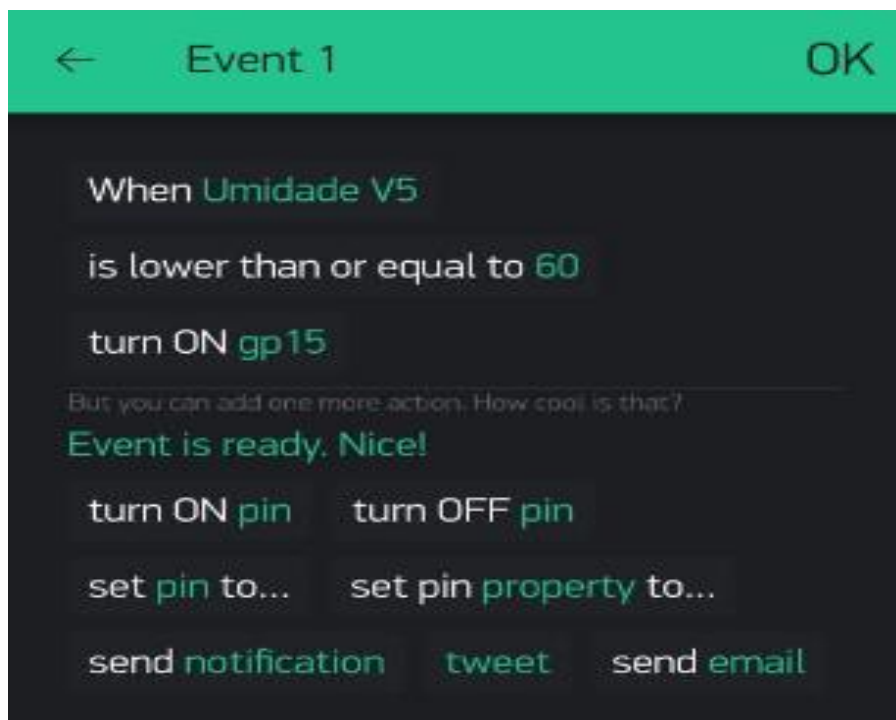 ← Event 1 OK
When Umidade V5
is lower than or equal to 60
turn ON gp15
But you can add one more action. How cool is that?
Event is ready. Nice!
turn ON pin turn OFF pin
set pin to... set pin property to...
send notification tweet send email